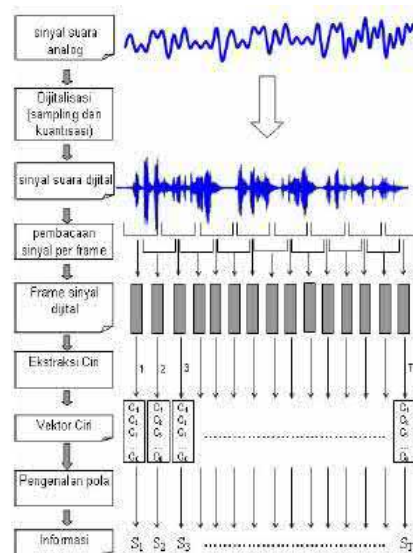 sinyal suara
analog
Dijitalisasi
(sampling dan
kuantisasi)
sinyal suara dijital
pembacaan
sinyal per frame
Frame sinyal
dijital
Ekstraksi Ciri
1 2 3 T
Vektor Ciri
Pengenalan pola
Informasi
S1 S2 S3 ............ ST